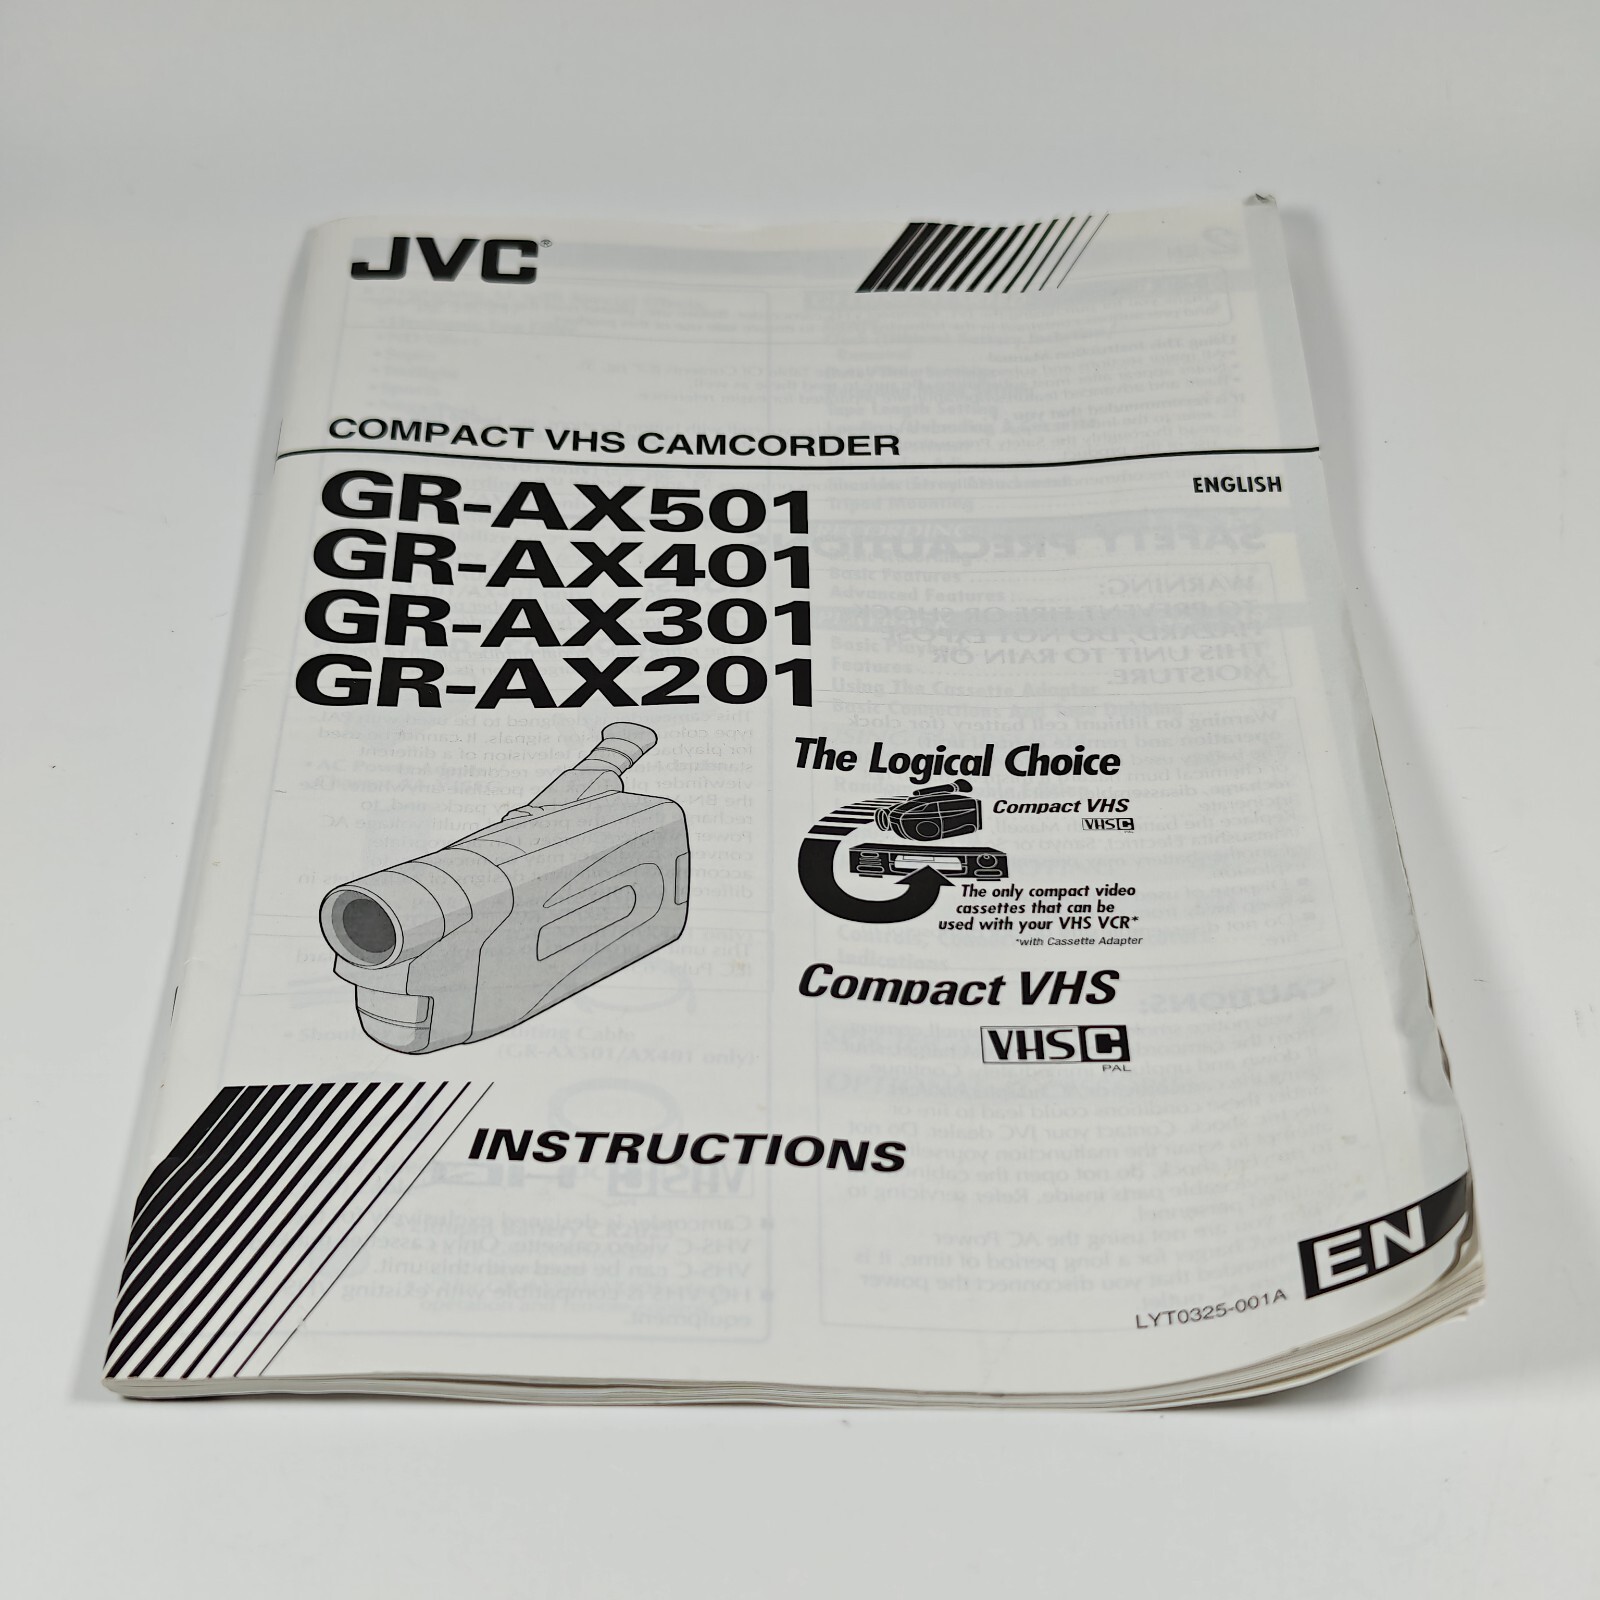 JVC®
COMPACT VHS CAMCORDER
ENGLISH
GR-AX501
GR-AX401
GR-AX301
GR-AX201
The Logical Choice
Compact VHS
VHS C
PAL
The only compact video
cassettes that can be
used with your VHS VCR*
*with Cassette Adapter
Compact VHS
VHS C
PAL
INSTRUCTIONS
EN
LYT0325-001A